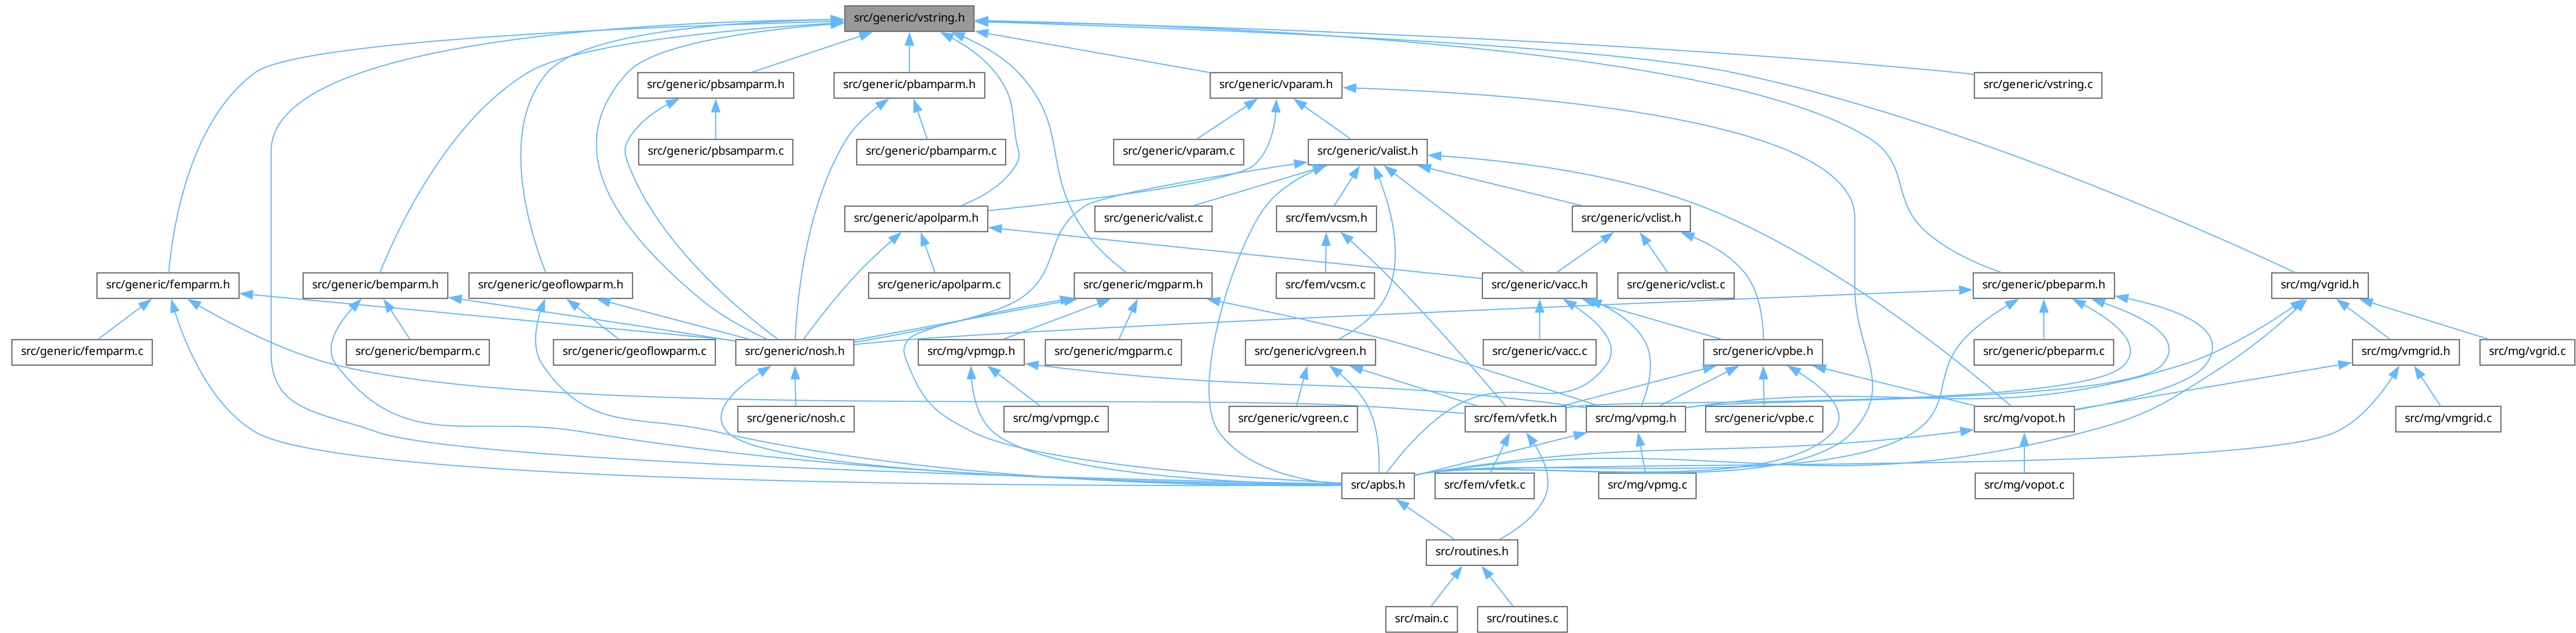 src/generic/vstring.h
src/generic/pbsamparm.h
src/generic/pbamparm.h
src/generic/vparam.h
src/generic/vstring.c
src/generic/pbsamparm.c
src/generic/pbamparm.c
src/generic/vparam.c
src/generic/valist.h
src/generic/apolparm.h
src/generic/valist.c
src/fem/vcsm.h
src/generic/vclist.h
src/generic/femparm.h
src/generic/bemparm.h
src/generic/geoflowparm.h
src/generic/apolparm.c
src/generic/mgparm.h
src/fem/vcsm.c
src/generic/vacc.h
src/generic/vclist.c
src/generic/pbeparm.h
src/mg/vgrid.h
src/generic/femparm.c
src/generic/bemparm.c
src/generic/geoflowparm.c
src/generic/nosh.h
src/mg/vpmgp.h
src/generic/mgparm.c
src/generic/vgreen.h
src/generic/vacc.c
src/generic/vpbe.h
src/generic/pbeparm.c
src/mg/vmgrid.h
src/mg/vgrid.c
src/generic/nosh.c
src/mg/vpmgp.c
src/generic/vgreen.c
src/fem/vfetk.h
src/mg/vpmg.h
src/generic/vpbe.c
src/mg/vopot.h
src/mg/vmgrid.c
src/apbs.h
src/fem/vfetk.c
src/mg/vpmg.c
src/mg/vopot.c
src/routines.h
src/main.c
src/routines.c